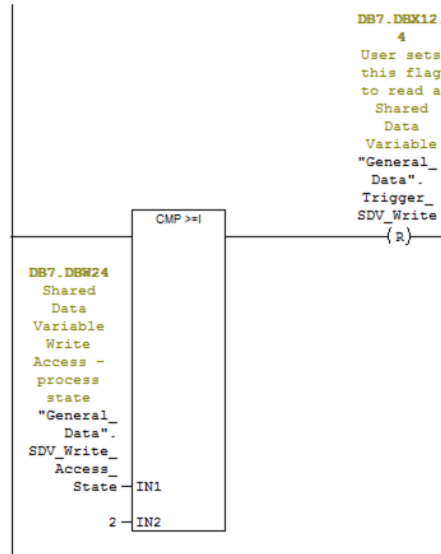 DB7.DBX12.
4
User sets
this flag
to read a
Shared
Data
Variable
"General_
Data".
Trigger_
SDV_Write
(R)
CMP >=I
DB7.DBW24
Shared
Data
Variable
Write
Access -
process
state
"General_
Data".
SDV_Write_
Access_
State IN1
2 IN2